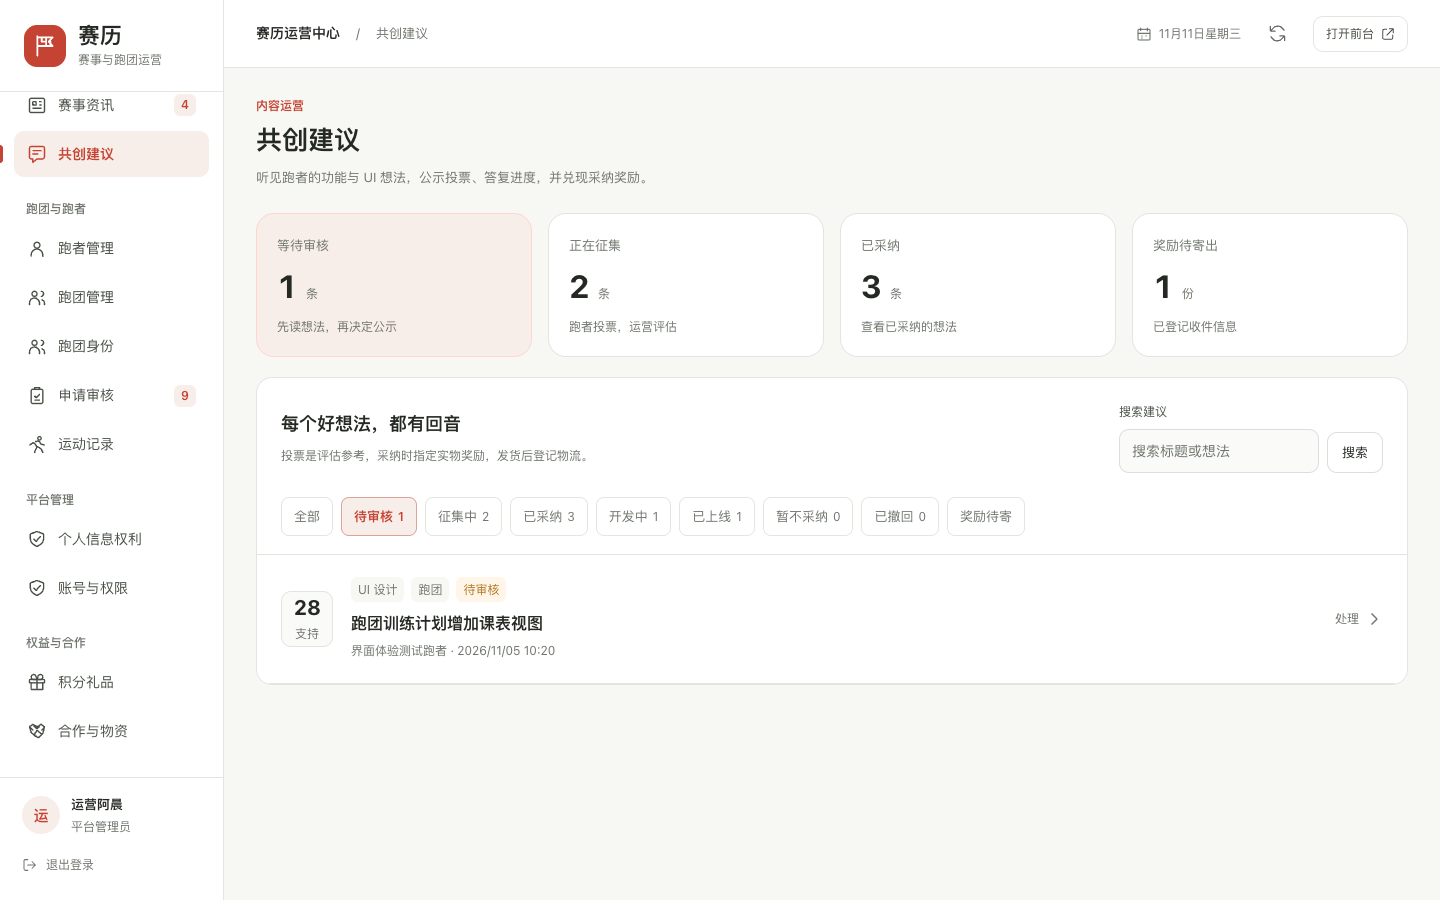 赛历
赛事与跑团运营
赛事资讯 4
共创建议
跑团与跑者
跑者管理
跑团管理
跑团身份
申请审核 9
运动记录
平台管理
个人信息权利
账号与权限
权益与合作
积分礼品
合作与物资
运 运营阿晨
平台管理员
退出登录
赛历运营中心 / 共创建议
11月11日星期三
打开前台
内容运营
共创建议
听见跑者的功能与 UI 想法，公示投票、答复进度，并兑现采纳奖励。
等待审核
1 条
先读想法，再决定公示
正在征集
2 条
跑者投票，运营评估
已采纳
3 条
查看已采纳的想法
奖励待寄出
1 份
已登记收件信息
每个好想法，都有回音
投票是评估参考，采纳时指定实物奖励，发货后登记物流。
搜索建议
搜索标题或想法 搜索
全部 待审核 1 征集中 2 已采纳 3 开发中 1 已上线 1 暂不采纳 0 已撤回 0 奖励待寄
28
支持
UI 设计 跑团 待审核
跑团训练计划增加课表视图
界面体验测试跑者 · 2026/11/05 10:20
处理